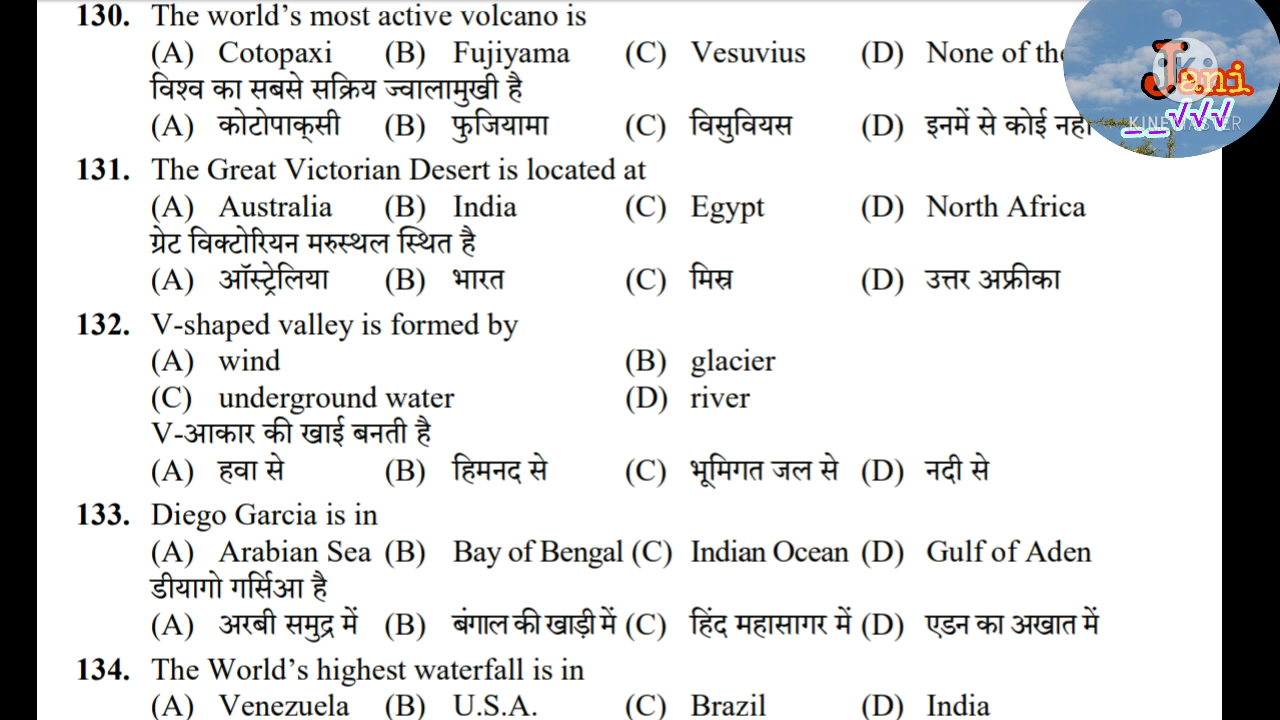 130. The world's most active volcano is
(A) Cotopaxi (B) Fujiyama (C) Vesuvius (D) None of
विश्व का सबसे सक्रिय ज्वालामुखी है
(A) कोटोपाक्सी (B) फुजियामा (C) विसुवियस (D) इनमें से कोई
Jani
KINEMASTER
__√√√
131. The Great Victorian Desert is located at
(A) Australia (B) India (C) Egypt (D) North Africa
ग्रेट विक्टोरियन मरुस्थल स्थित है
(A) ऑस्ट्रेलिया (B) भारत (C) मिस्र (D) उत्तर अफ्रीका
132. V-shaped valley is formed by
(A) wind (B) glacier
(C) underground water (D) river
V-आकार की खाई बनती है
(A) हवा से (B) हिमनद से (C) भूमिगत जल से (D) नदी से
133. Diego Garcia is in
(A) Arabian Sea (B) Bay of Bengal (C) Indian Ocean (D) Gulf of Aden
डीयागो गर्सिआ है
(A) अरबी समुद्र में (B) बंगाल की खाड़ी में (C) हिंद महासागर में (D) एडन का अखात में
134. The World's highest waterfall is in
(A) Venezuela (B) U.S.A. (C) Brazil (D) India